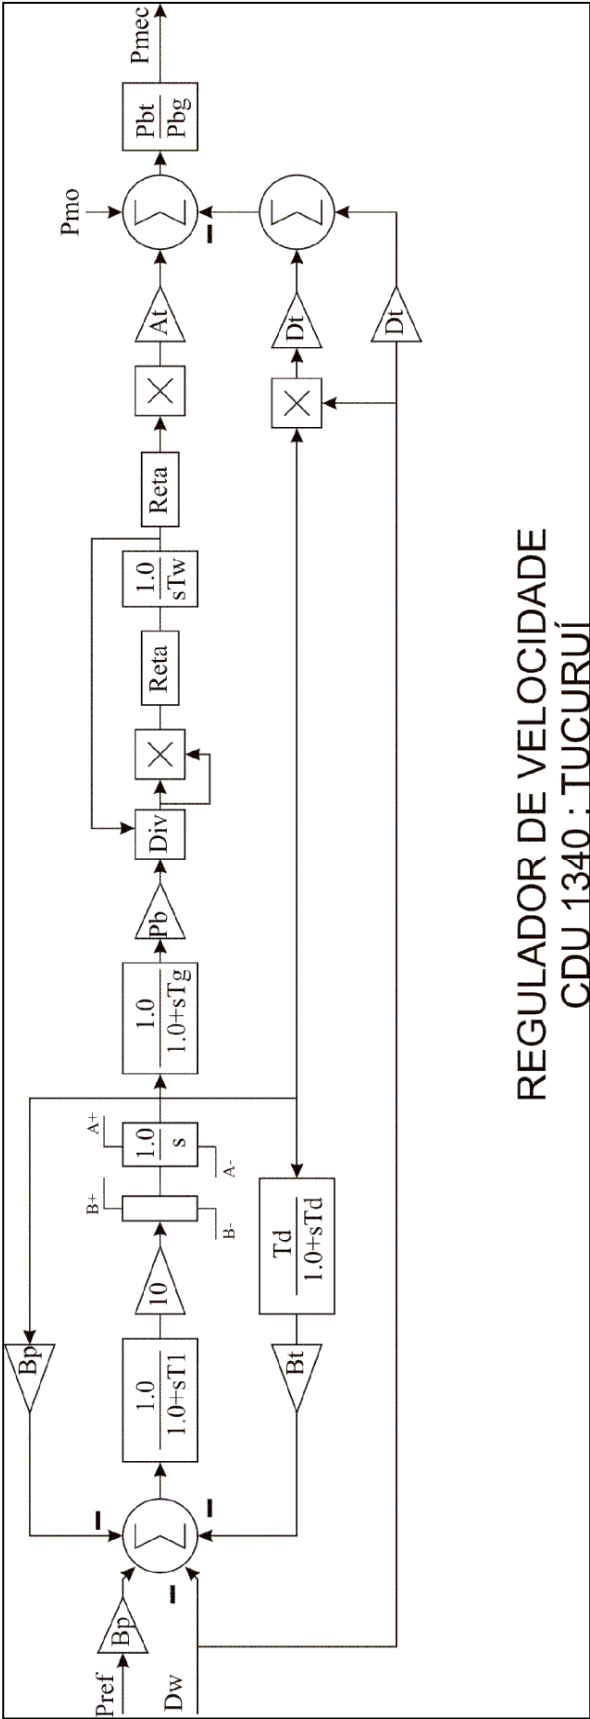 Pref
Bp
Dw
Bp
1.0
1.0+sT1
10
B+
B-
A+
1.0
s
A-
Td
1.0+sTd
Bt
1.0
1.0+sTg
Pb
Div
Reta
1.0
sTw
Reta
At
Dt
Dt
Pmo
Pbt
Pbg
Pmec
REGULADOR DE VELOCIDADE
CDU 1340 : TUCURUÍ